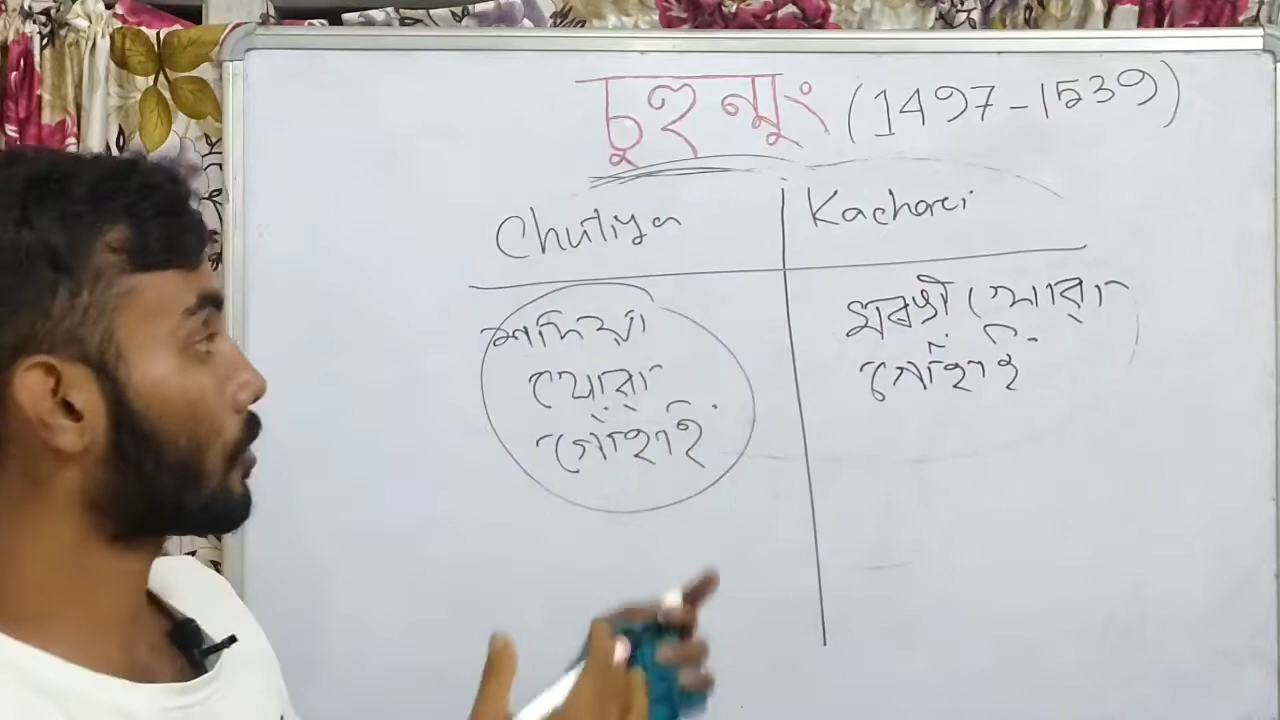 চুহুন্মুং (1497-1539)
Chutiya
Kachari
শদিয়া
খোৱা
গোঁহাই
মৰঙী খোৱা
গোঁহাই